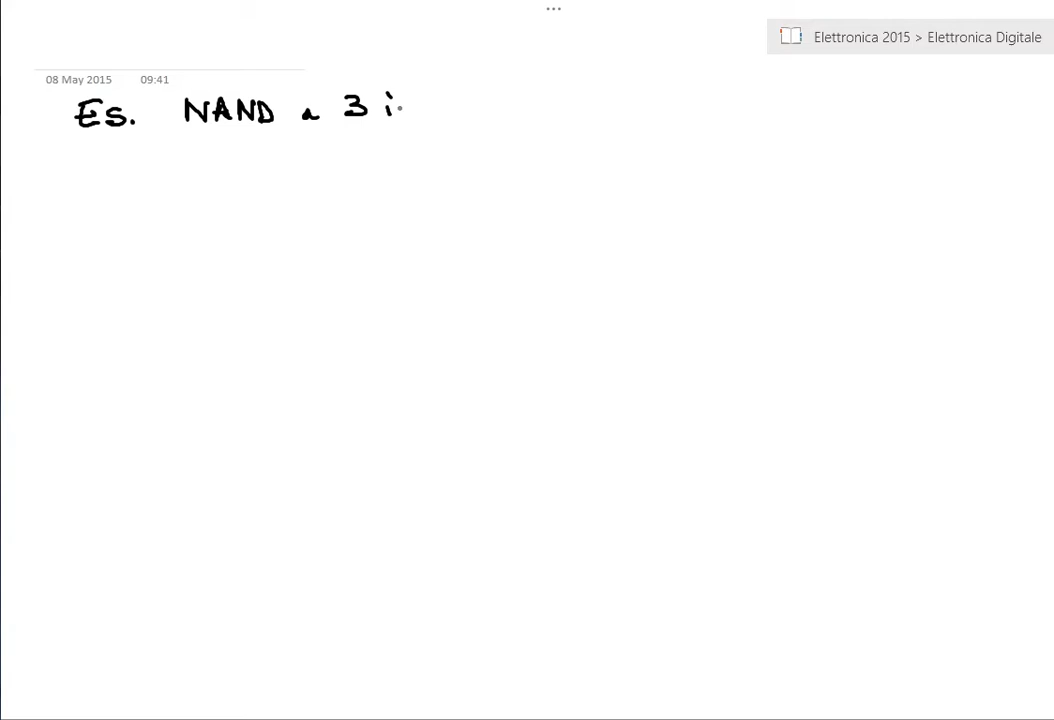 Elettronica 2015 > Elettronica Digitale
08 May 2015 09:41
Es. NAND a 3 i